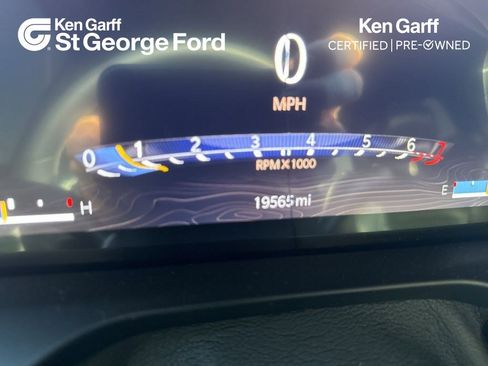 Ken Garff
St George Ford
Ken Garff
CERTIFIED | PRE-OWNED
0
MPH
0 1 2 3 4 5 6
RPM X 1000
H
19565 mi
E